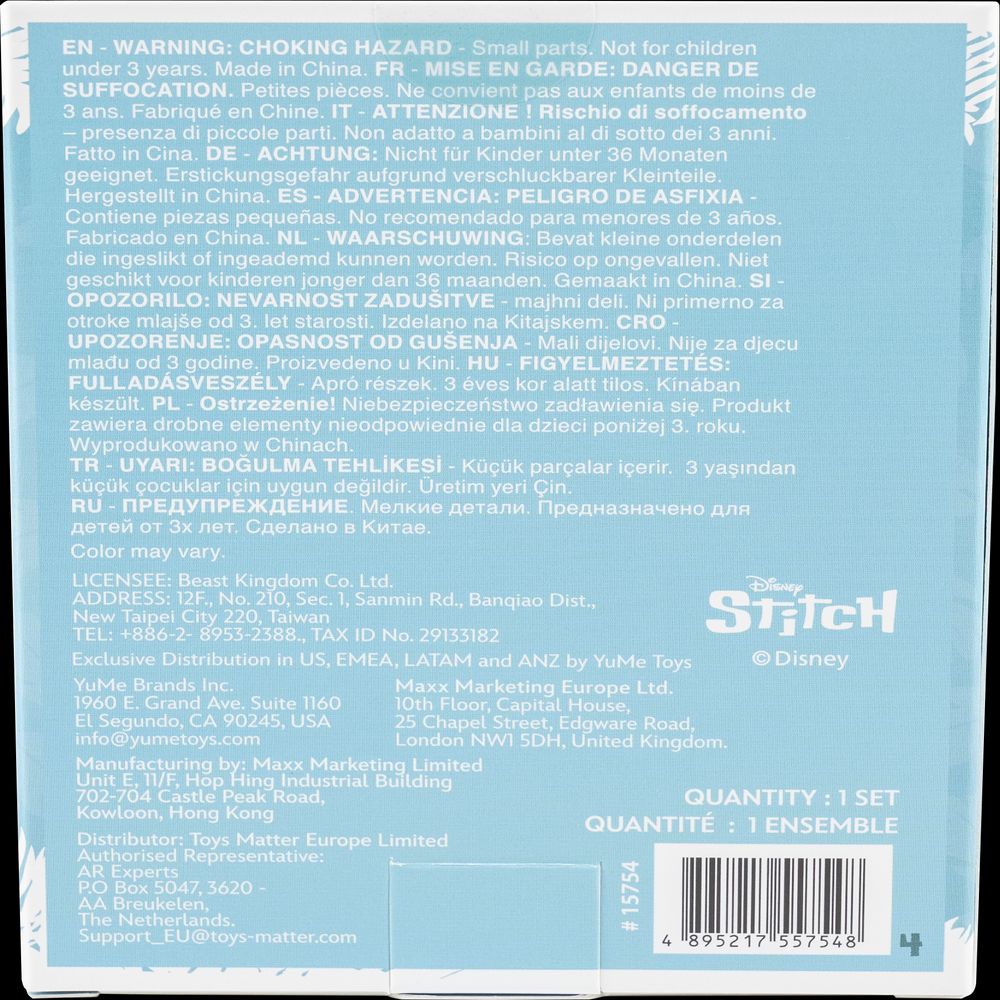 EN - WARNING: CHOKING HAZARD - Small parts. Not for children
under 3 years. Made in China. FR - MISE EN GARDE: DANGER DE
SUFFOCATION. Petites pièces. Ne convient pas aux enfants de moins de
3 ans. Fabriqué en Chine. IT - ATTENZIONE ! Rischio di soffocamento
– presenza di piccole parti. Non adatto a bambini al di sotto dei 3 anni.
Fatto in Cina. DE - ACHTUNG: Nicht für Kinder unter 36 Monaten
geeignet. Erstickungsgefahr aufgrund verschluckbarer Kleinteile.
Hergestellt in China. ES - ADVERTENCIA: PELIGRO DE ASFIXIA -
Contiene piezas pequeñas. No recomendado para menores de 3 años.
Fabricado en China. NL - WAARSCHUWING: Bevat kleine onderdelen
die ingeslikt of ingeademd kunnen worden. Risico op ongevallen. Niet
geschikt voor kinderen jonger dan 36 maanden. Gemaakt in China. SI -
OPOZORILO: NEVARNOST ZADUŠITVE - majhni deli. Ni primerno za
otroke mlajše od 3. let starosti. Izdelano na Kitajskem. CRO -
UPOZORENJE: OPASNOST OD GUŠENJA - Mali dijelovi. Nije za djecu
mlađu od 3 godine. Proizvedeno u Kini. HU - FIGYELMEZTETÉS:
FULLADÁSVESZÉLY - Apró részek. 3 éves kor alatt tilos. Kínában
készült. PL - Ostrzeżenie! Niebezpieczeństwo zadławienia się. Produkt
zawiera drobne elementy nieodpowiednie dla dzieci poniżej 3. roku.
Wyprodukowano w Chinach.
TR - UYARI: BOĞULMA TEHLİKESİ - Küçük parçalar içerir. 3 yaşından
küçük çocuklar için uygun değildir. Üretim yeri Çin.
RU - ПРЕДУПРЕЖДЕНИЕ. Мелкие детали. Предназначено для
детей от 3х лет. Сделано в Китае.
Color may vary.
LICENSEE: Beast Kingdom Co. Ltd.
ADDRESS: 12F., No. 210, Sec. 1, Sanmin Rd., Banqiao Dist.,
New Taipei City 220, Taiwan
TEL: +886-2- 8953-2388., TAX ID No. 29133182
Disney
STITCH
© Disney
Exclusive Distribution in US, EMEA, LATAM and ANZ by YuMe Toys
YuMe Brands Inc.
1960 E. Grand Ave. Suite 1160
El Segundo, CA 90245, USA
info@yumetoys.com
Maxx Marketing Europe Ltd.
10th Floor, Capital House,
25 Chapel Street, Edgware Road,
London NW1 5DH, United Kingdom.
Manufacturing by: Maxx Marketing Limited
Unit E, 11/F, Hop Hing Industrial Building
702-704 Castle Peak Road,
Kowloon, Hong Kong
Distributor: Toys Matter Europe Limited
Authorised Representative:
AR Experts
P.O Box 5047, 3620 -
AA Breukelen,
The Netherlands.
Support_EU@toys-matter.com
QUANTITY : 1 SET
QUANTITÉ : 1 ENSEMBLE
# 15754
4 895217 557548
4